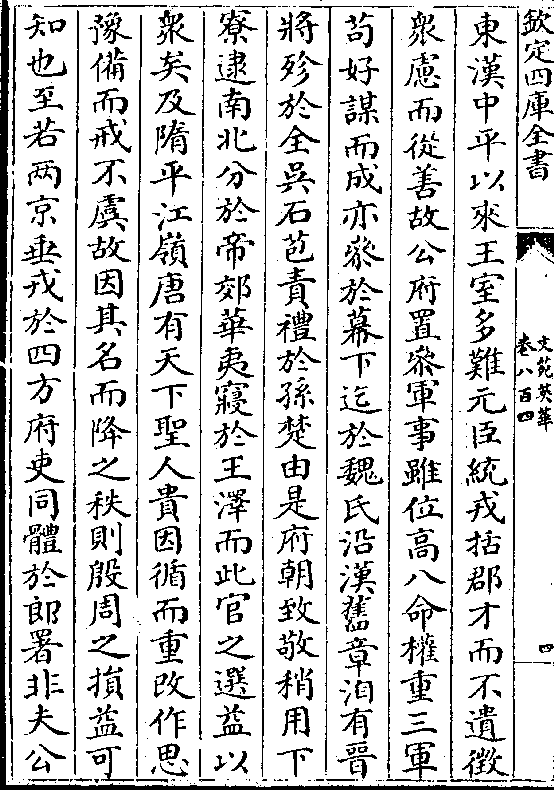 欽定四庫全書
文苑英華
卷八百四
四
東漢中平以來王室多難元臣統戎括郡才而不遺徴
衆慮而從善故公府置叅軍事雖位高八命權重三軍
苟好謀而成亦叅於幕下迄於魏氏沿漢舊章洎有晉
將殄於全吳石苞責禮於孫楚由是府朝致敬稍用下
寮逮南北分於帝郊華夷寢於王澤而此官之選益以
衆矣及隋平江嶺唐有天下聖人貴因循而重改作思
豫備而戒不虞故因其名而降之秩則殷周之損益可
知也至若两京垂戎於四方府吏同體於郎署非夫公